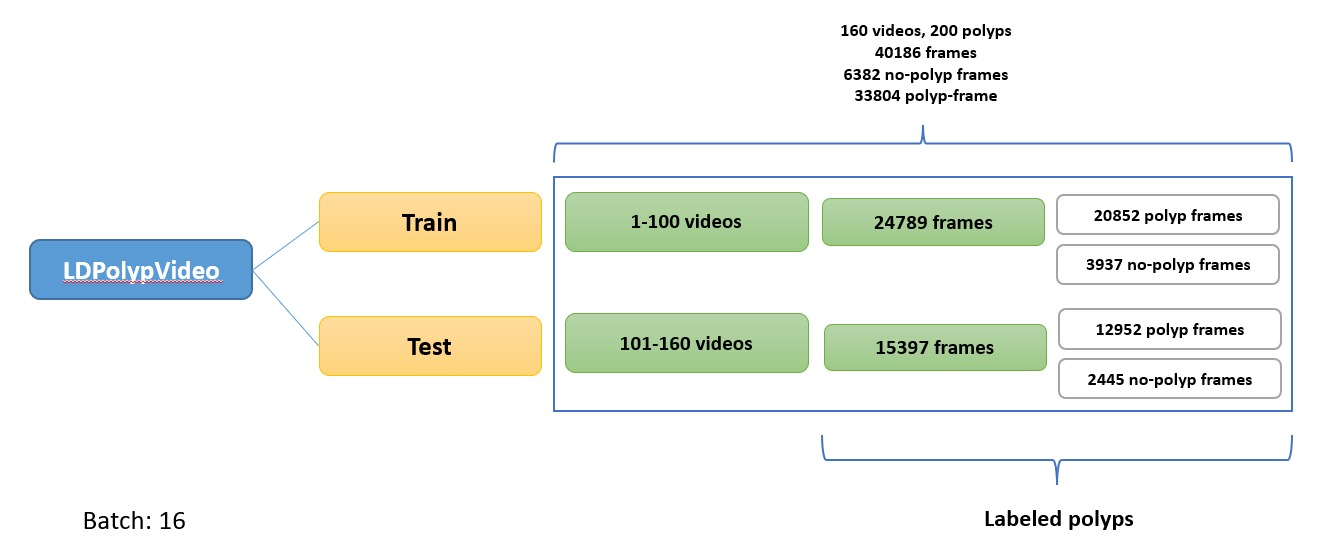 160 videos, 200 polyps
40186 frames
6382 no-polyp frames
33804 polyp-frame
LDPolypVideo
Train
1-100 videos
24789 frames
20852 polyp frames
3937 no-polyp frames
Test
101-160 videos
15397 frames
12952 polyp frames
2445 no-polyp frames
Labeled polyps
Batch: 16